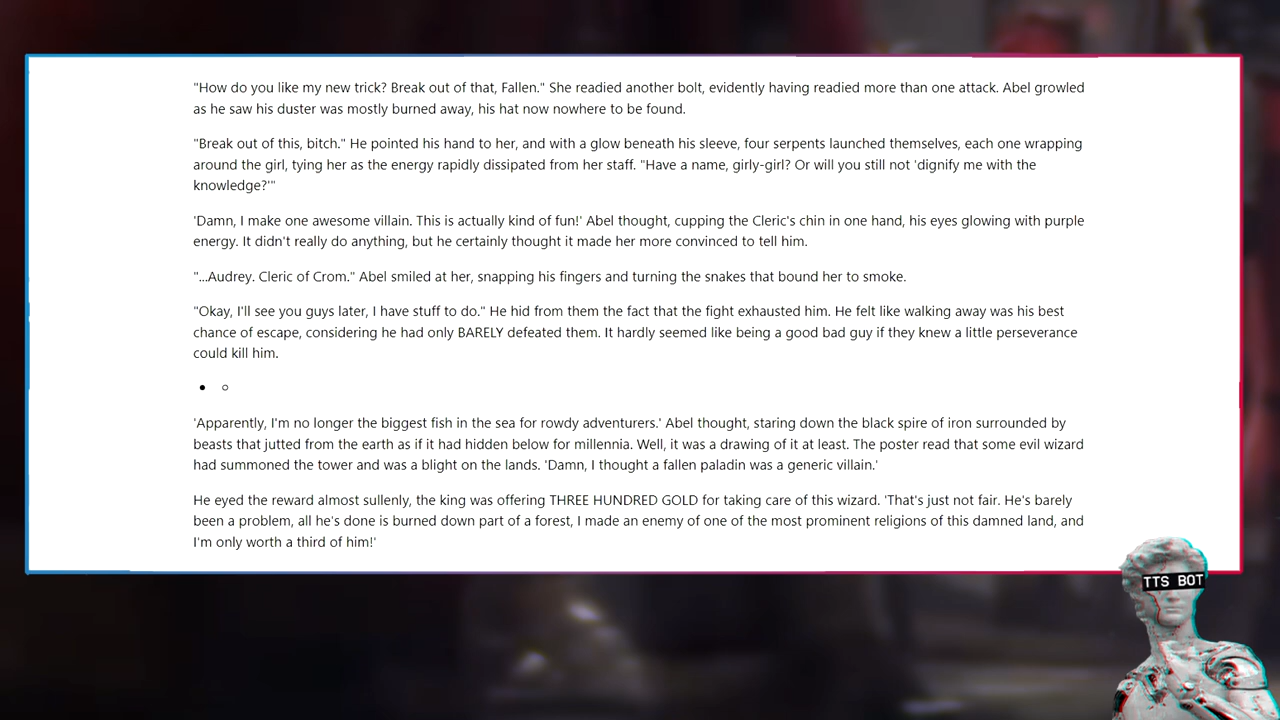 "How do you like my new trick? Break out of that, Fallen." She readied another bolt, evidently having readied more than one attack. Abel growled
as he saw his duster was mostly burned away, his hat now nowhere to be found.
"Break out of this, bitch." He pointed his hand to her, and with a glow beneath his sleeve, four serpents launched themselves, each one wrapping
around the girl, tying her as the energy rapidly dissipated from her staff. "Have a name, girly-girl? Or will you still not 'dignify me with the
knowledge?'"
'Damn, I make one awesome villain. This is actually kind of fun!' Abel thought, cupping the Cleric's chin in one hand, his eyes glowing with purple
energy. It didn't really do anything, but he certainly thought it made her more convinced to tell him.
"...Audrey. Cleric of Crom." Abel smiled at her, snapping his fingers and turning the snakes that bound her to smoke.
"Okay, I'll see you guys later, I have stuff to do." He hid from them the fact that the fight exhausted him. He felt like walking away was his best
chance of escape, considering he had only BARELY defeated them. It hardly seemed like being a good bad guy if they knew a little perseverance
could kill him.
'Apparently, I'm no longer the biggest fish in the sea for rowdy adventurers.' Abel thought, staring down the black spire of iron surrounded by
beasts that jutted from the earth as if it had hidden below for millennia. Well, it was a drawing of it at least. The poster read that some evil wizard
had summoned the tower and was a blight on the lands. 'Damn, I thought a fallen paladin was a generic villain.'
He eyed the reward almost sullenly, the king was offering THREE HUNDRED GOLD for taking care of this wizard. 'That's just not fair. He's barely
been a problem, all he's done is burned down part of a forest, I made an enemy of one of the most prominent religions of this damned land, and
I'm only worth a third of him!'
TTS BOT